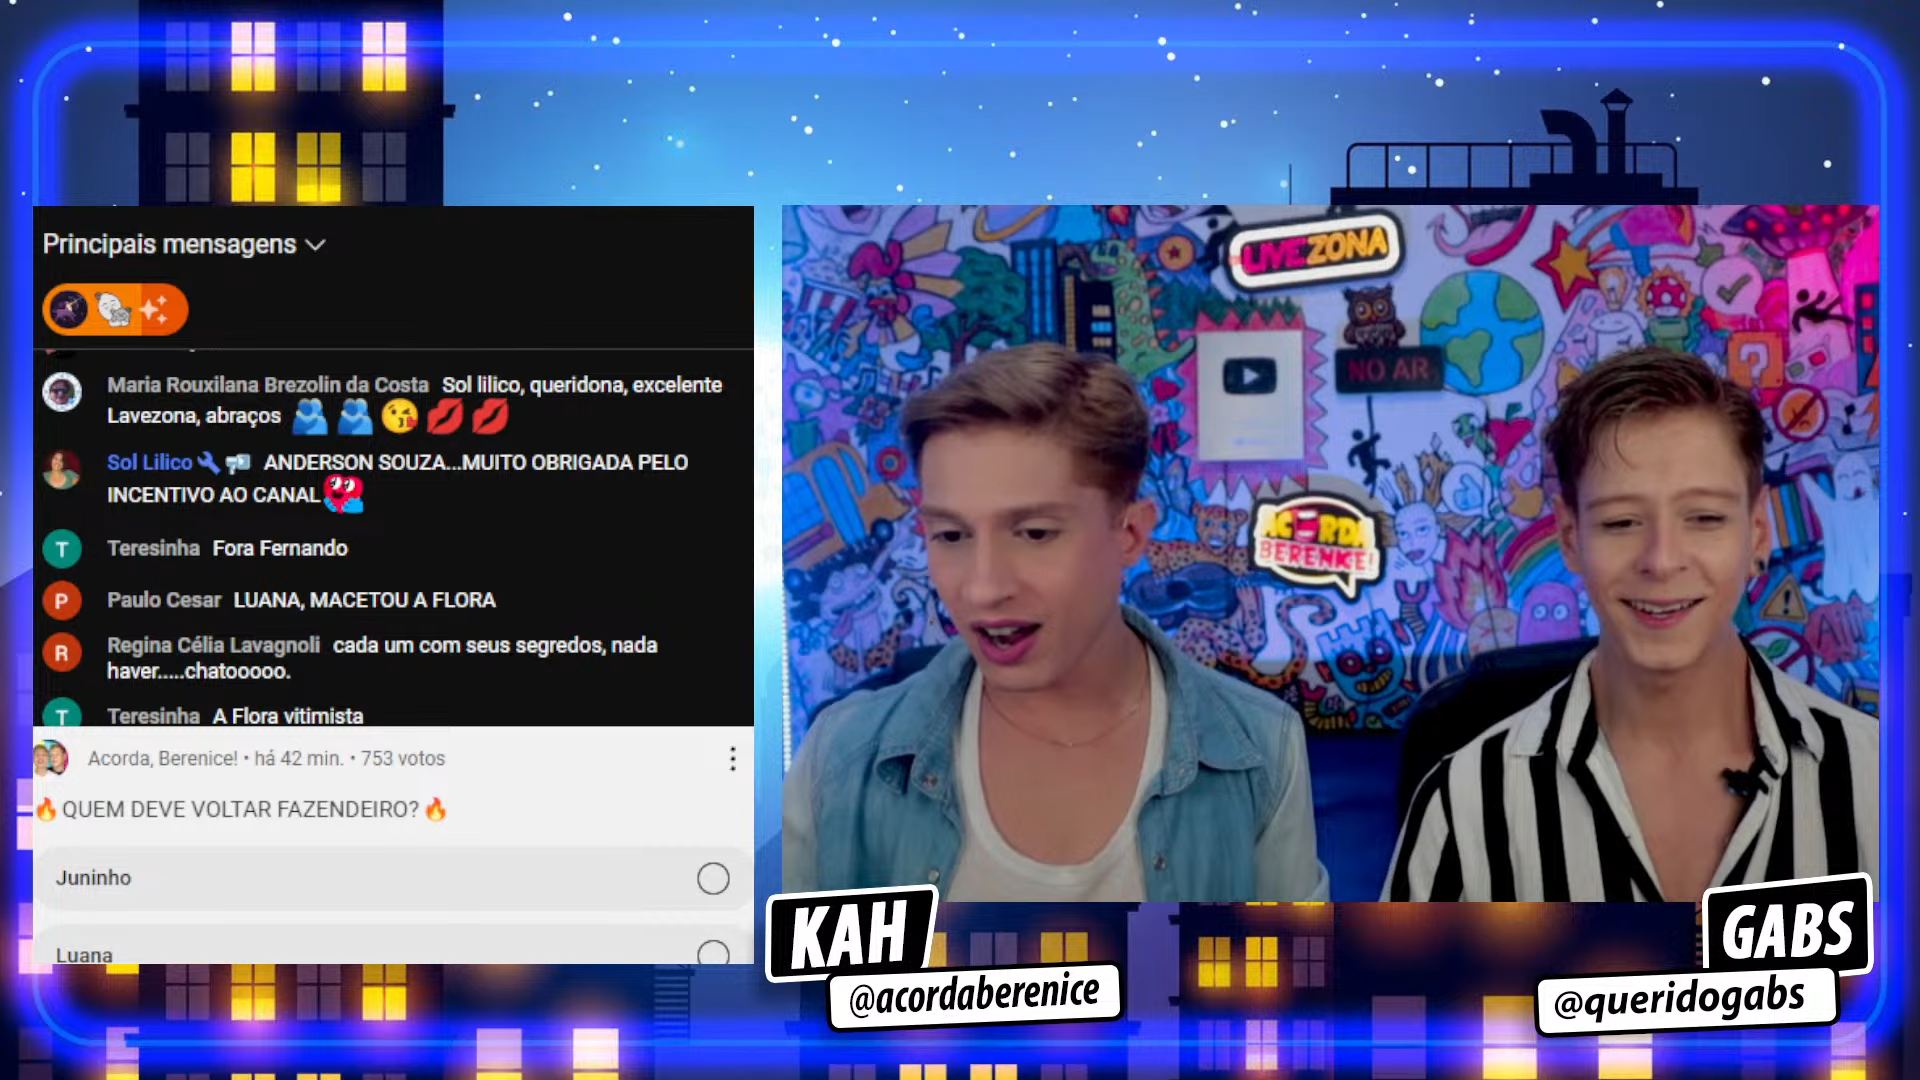 Principais mensagens
Maria Rouxilana Brezolin da Costa Sol lilico, queridona, excelente
Lavezona, abraços
Sol Lilico ANDERSON SOUZA...MUITO OBRIGADA PELO
INCENTIVO AO CANAL
T Teresinha Fora Fernando
P Paulo Cesar LUANA, MACETOU A FLORA
R Regina Célia Lavagnoli cada um com seus segredos, nada
haver.....chatooooo.
T Teresinha A Flora vitimista
Acorda, Berenice! • há 42 min. • 753 votos
🔥 QUEM DEVE VOLTAR FAZENDEIRO? 🔥
Juninho
Luana
LIVEZONA
NO AR
ACORDA
BERENICE!
KAH
@acordaberenice
GABS
@queridogabs